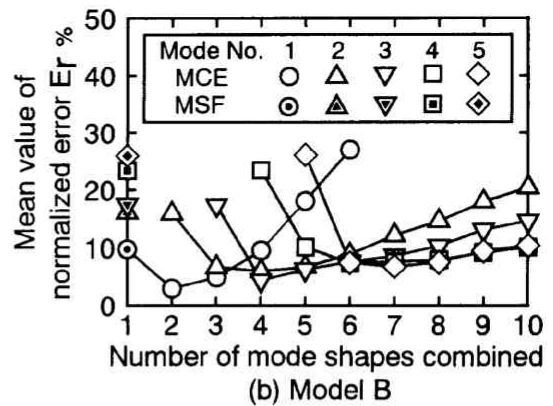 Mean value of
normalized error Er %
50
40
30
20
10
0
Mode No. 1 2 3 4 5
MCE
MSF
1 2 3 4 5 6 7 8 9 10
Number of mode shapes combined
(b) Model B